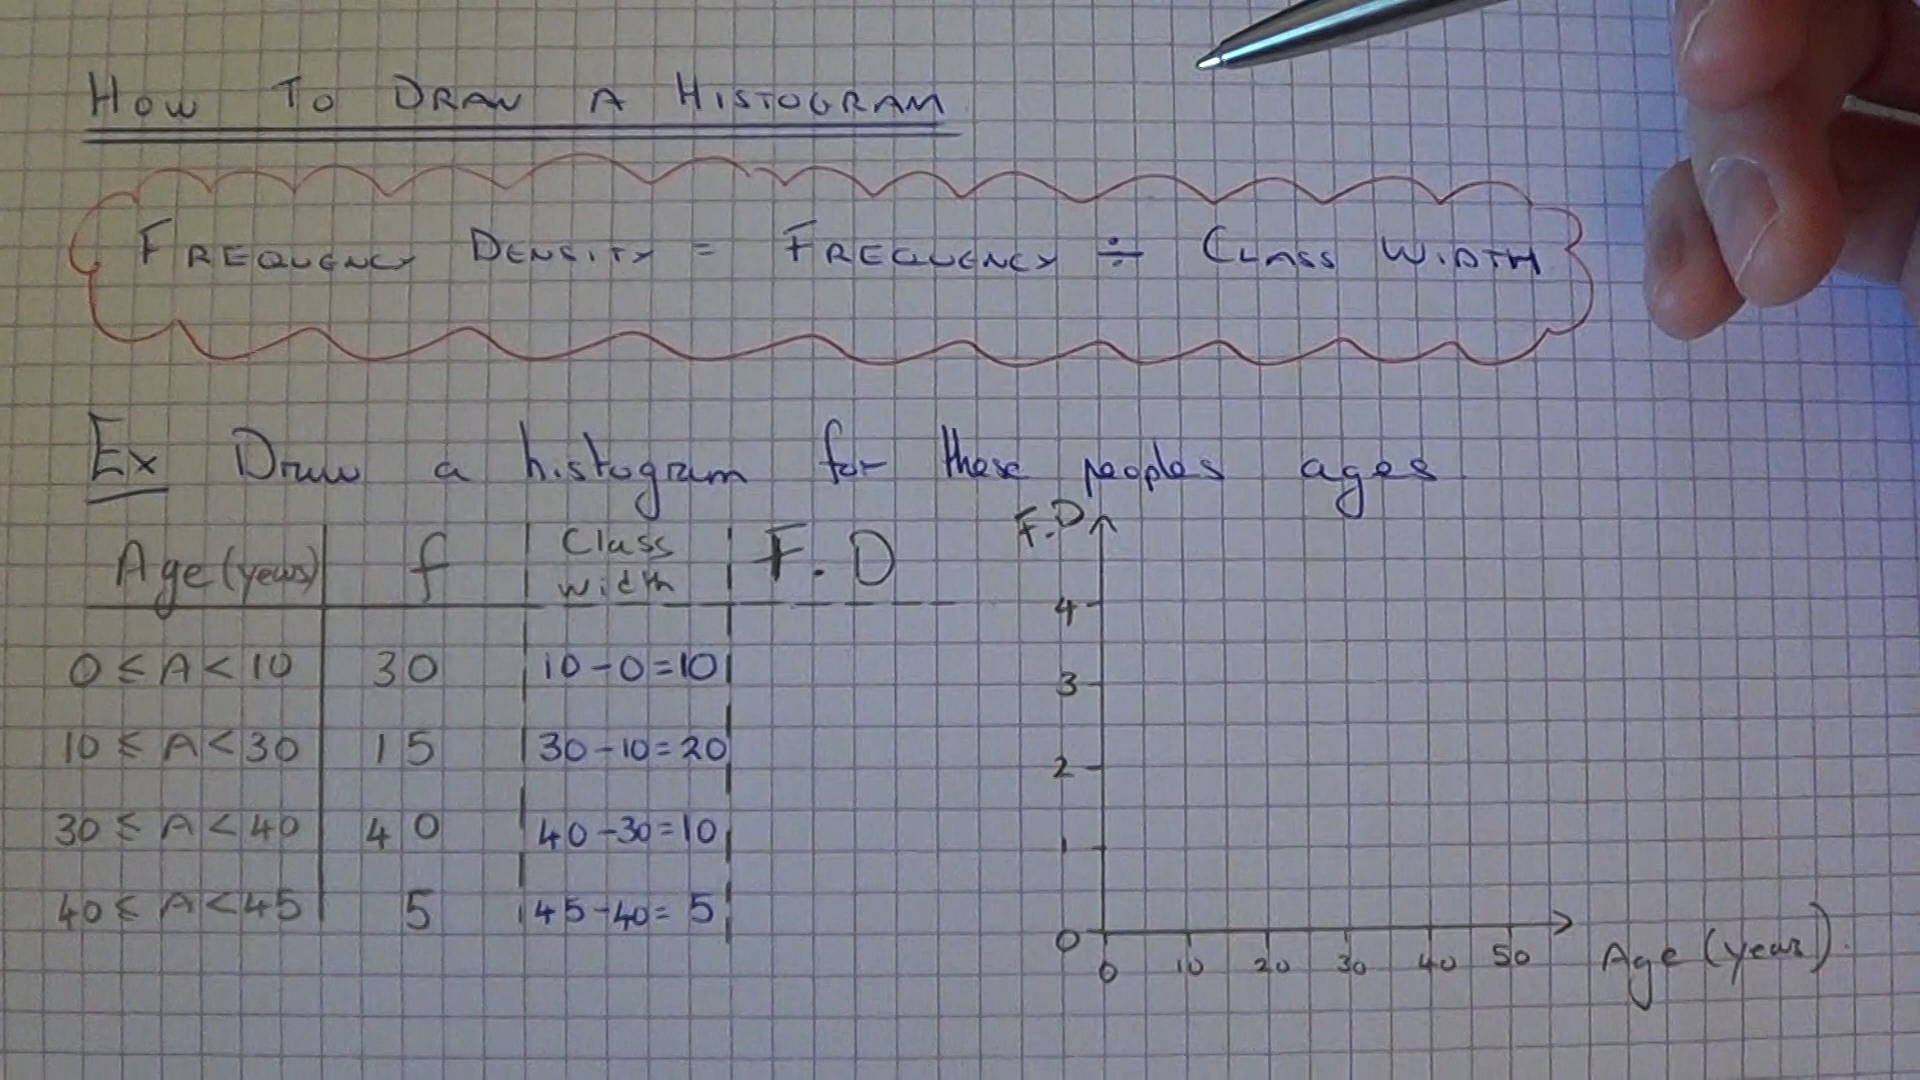 HOW TO DRAW A HISTOGRAM
FREQUENCY DENSITY = FREQUENCY ÷ CLASS WIDTH
Ex Draw a histogram for these peoples ages
Age (years) f Class width F.D
0 ≤ A < 10 30 10 - 0 = 10
10 ≤ A < 30 15 30 - 10 = 20
30 ≤ A < 40 40 40 - 30 = 10
40 ≤ A < 45 5 45 - 40 = 5
F.D
4
3
2
1
0
0 10 20 30 40 50 Age (years).